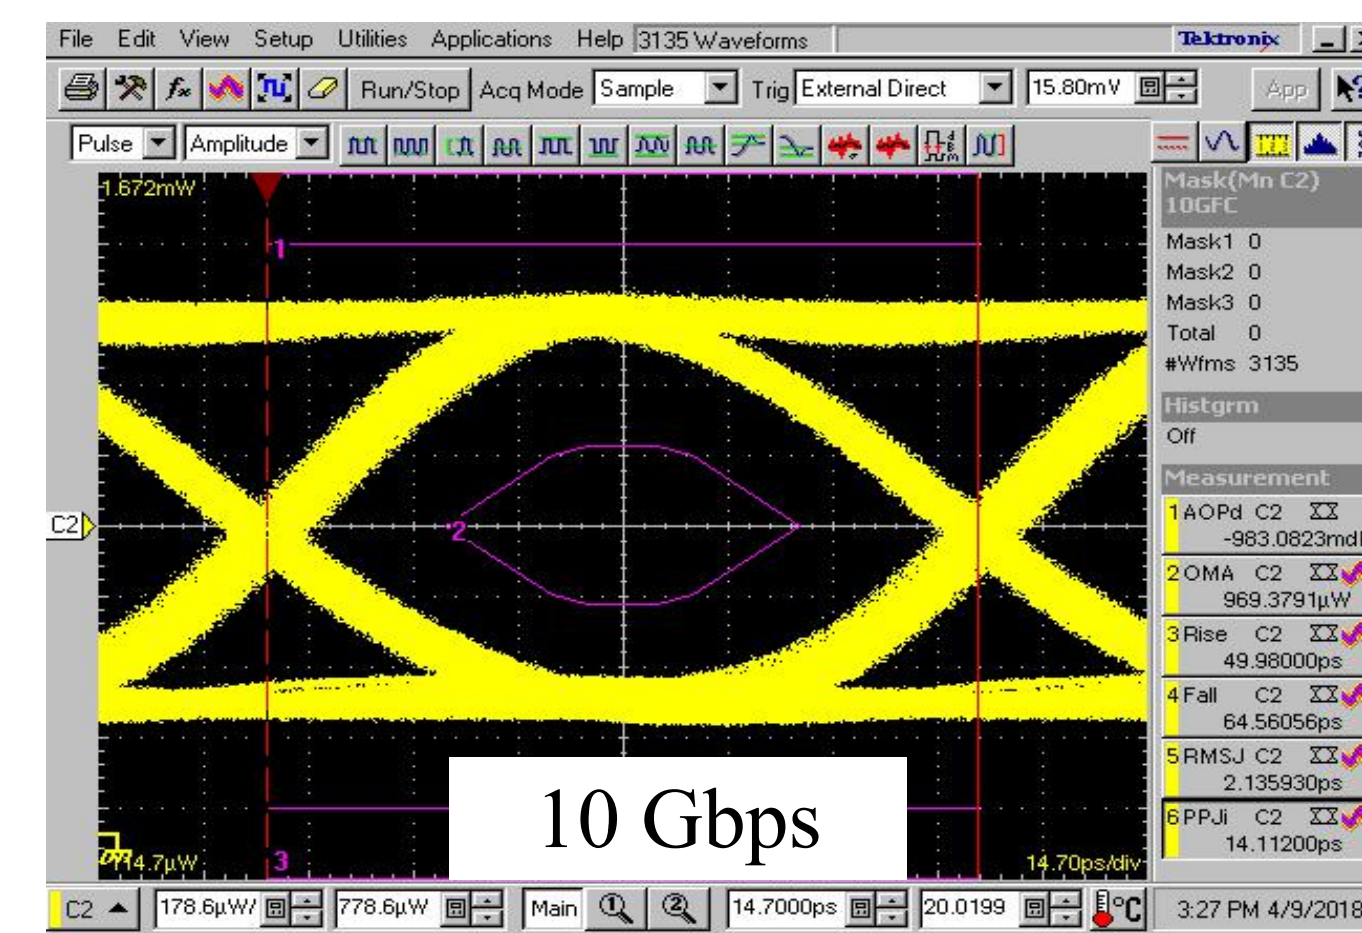 File Edit View Setup Utilities Applications Help 3135 Waveforms Tektronix
Run/Stop Acq Mode Sample Trig External Direct 15.80mV App
Pulse Amplitude
1.672mW
Mask(Mn C2)
10GFC
Mask1 0
Mask2 0
Mask3 0
Total 0
#Wfms 3135
Histgrm
Off
Measurement
1 AOPd C2
-983.0823mdB
2 OMA C2
969.3791µW
3 Rise C2
49.98000ps
4 Fall C2
64.56056ps
5 RMSJ C2
2.135930ps
6 PPJi C2
14.11200ps
1
C2
2
10 Gbps
3
14.70ps/div
C2 178.6µW/ 778.6µW Main 1 2 14.7000ps 20.0199 °C 3:27 PM 4/9/2018